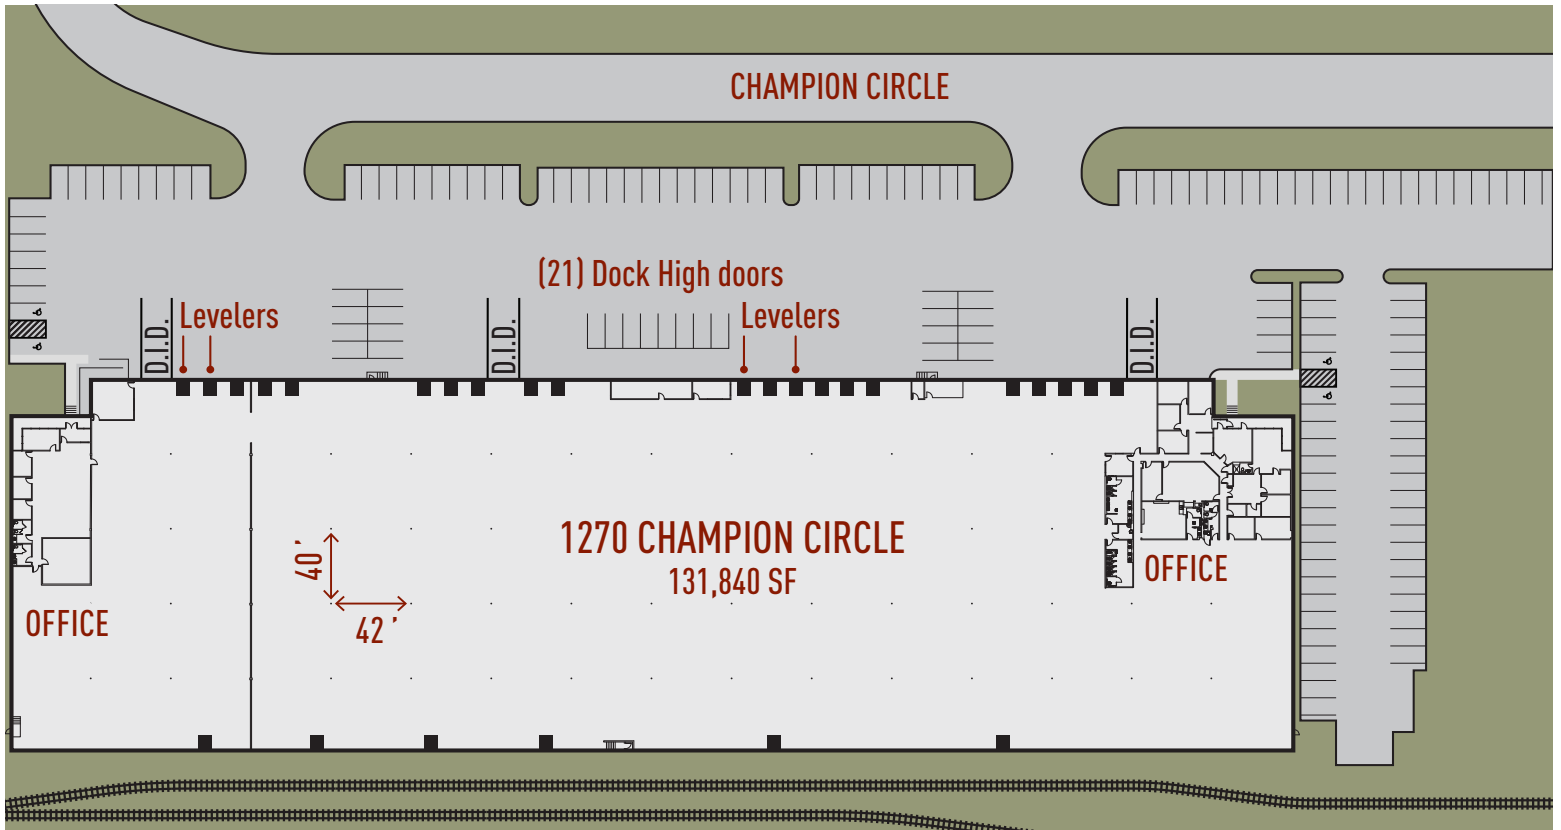 CHAMPION CIRCLE
(21) Dock High doors
Levelers
Levelers
D.I.D.
D.I.D.
D.I.D.
1270 CHAMPION CIRCLE
131,840 SF
40'
42'
OFFICE
OFFICE